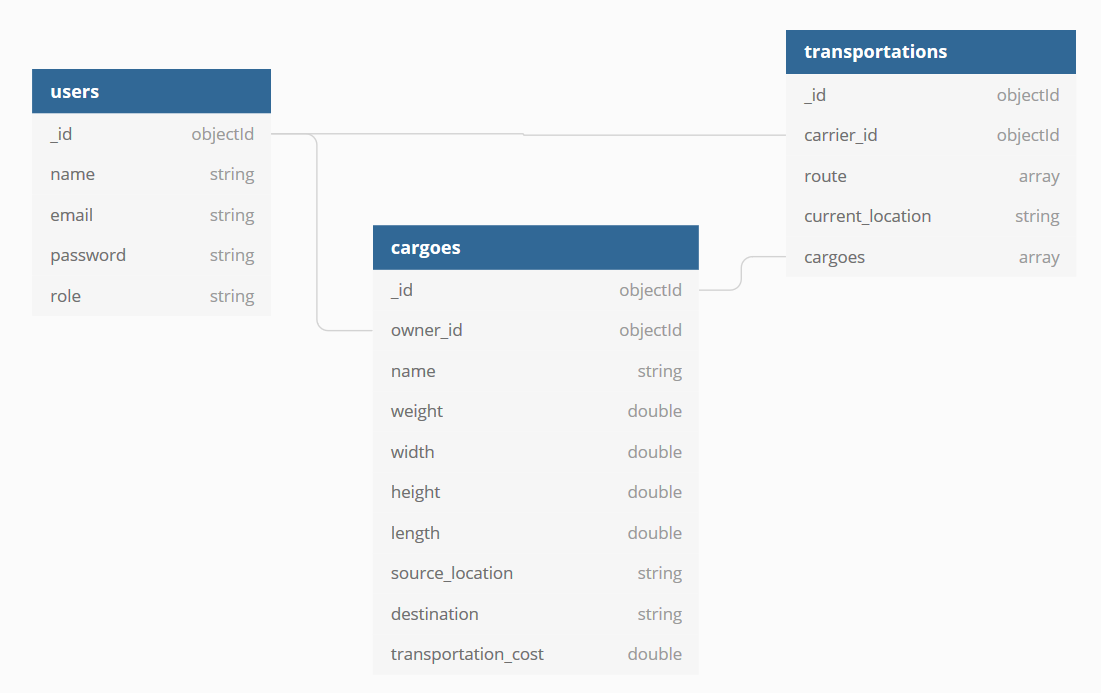 users
_id objectId
name string
email string
password string
role string
cargoes
_id objectId
owner_id objectId
name string
weight double
width double
height double
length double
source_location string
destination string
transportation_cost double
transportations
_id objectId
carrier_id objectId
route array
current_location string
cargoes array